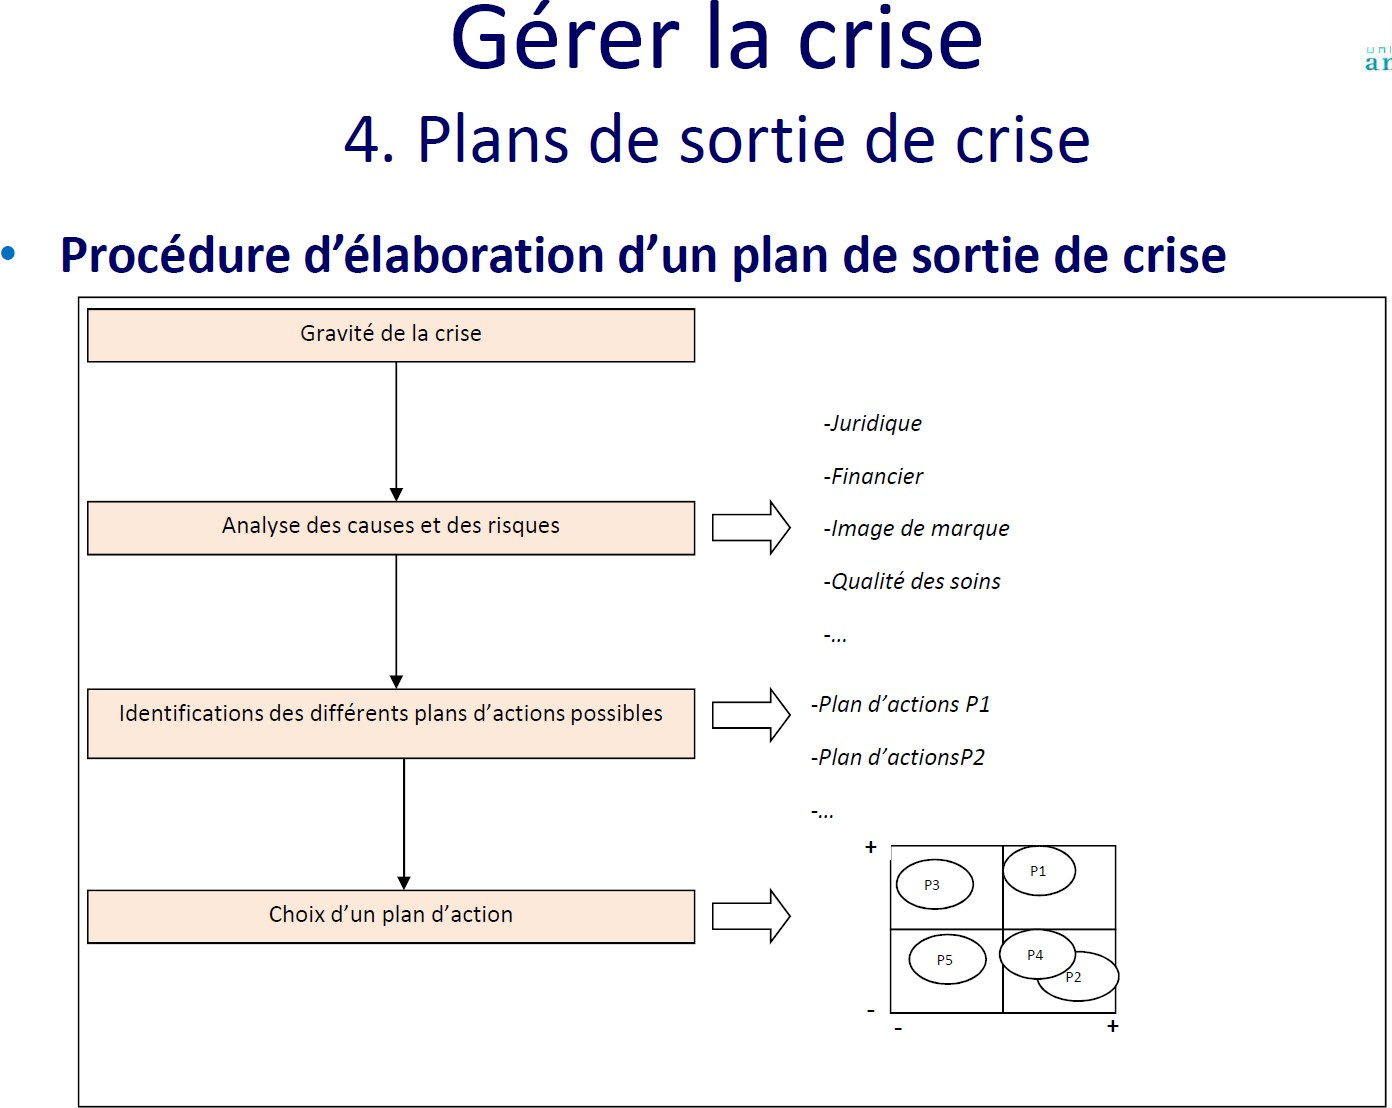 Gérer la crise
4. Plans de sortie de crise
• Procédure d’élaboration d’un plan de sortie de crise
Gravité de la crise
-Juridique
-Financier
Analyse des causes et des risques
-Image de marque
-Qualité des soins
-...
Identifications des différents plans d’actions possibles
-Plan d’actions P1
-Plan d’actionsP2
-...
Choix d’un plan d’action
+
P3
P1
P5
P4
P2
-
-
+